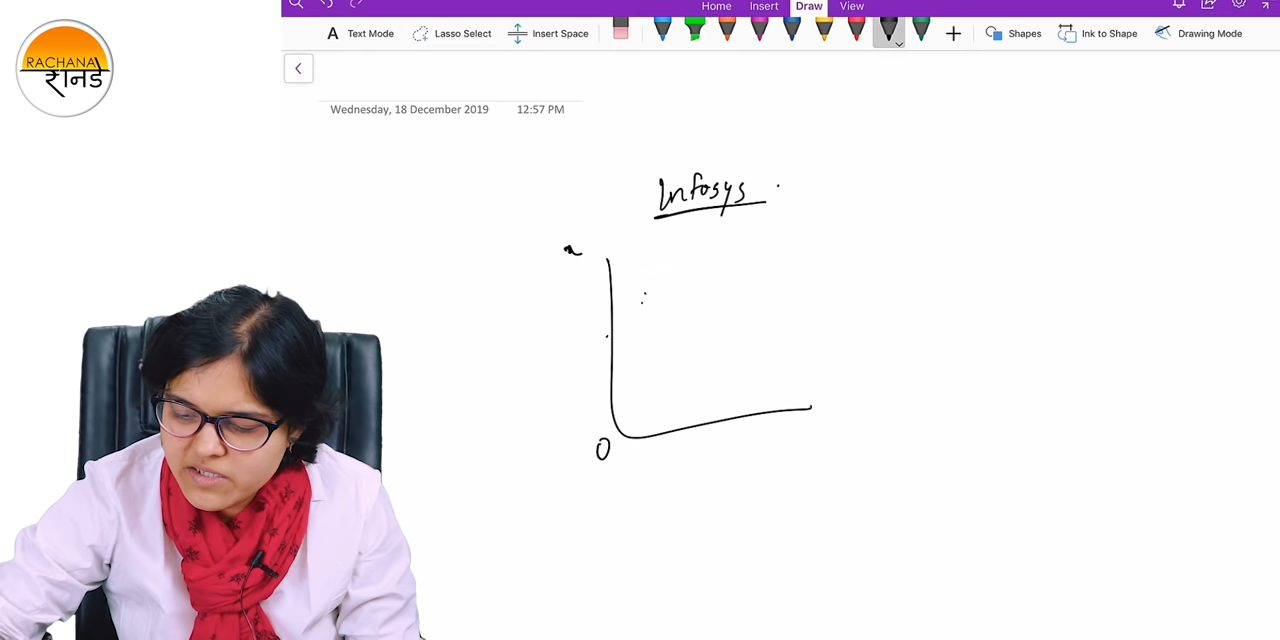 RACHANA
रानडे
Home Insert Draw View
A Text Mode Lasso Select Insert Space Shapes Ink to Shape Drawing Mode
Wednesday, 18 December 2019 12:57 PM
Infosys
0